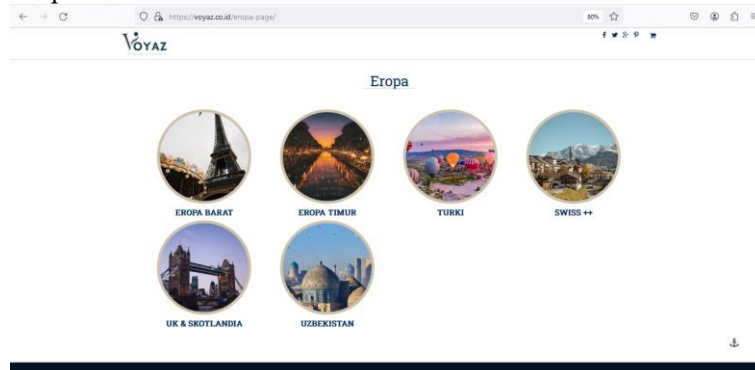 https://voyaz.co.id/eropa-page/
80%
VOYAZ
Eropa
EROPA BARAT
EROPA TIMUR
TURKI
SWISS ++
UK & SKOTLANDIA
UZBEKISTAN